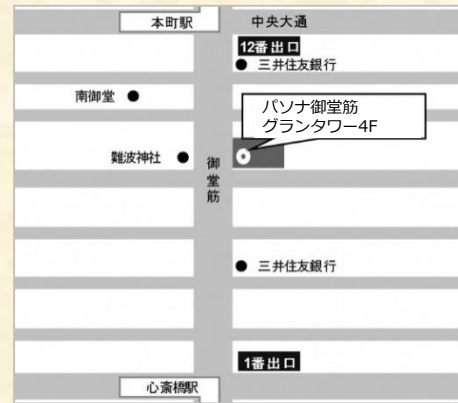 本町駅
中央大通
12番出口
三井住友銀行
南御堂
パソナ御堂筋
グランタワー4F
難波神社
御堂筋
三井住友銀行
1番出口
心斎橋駅